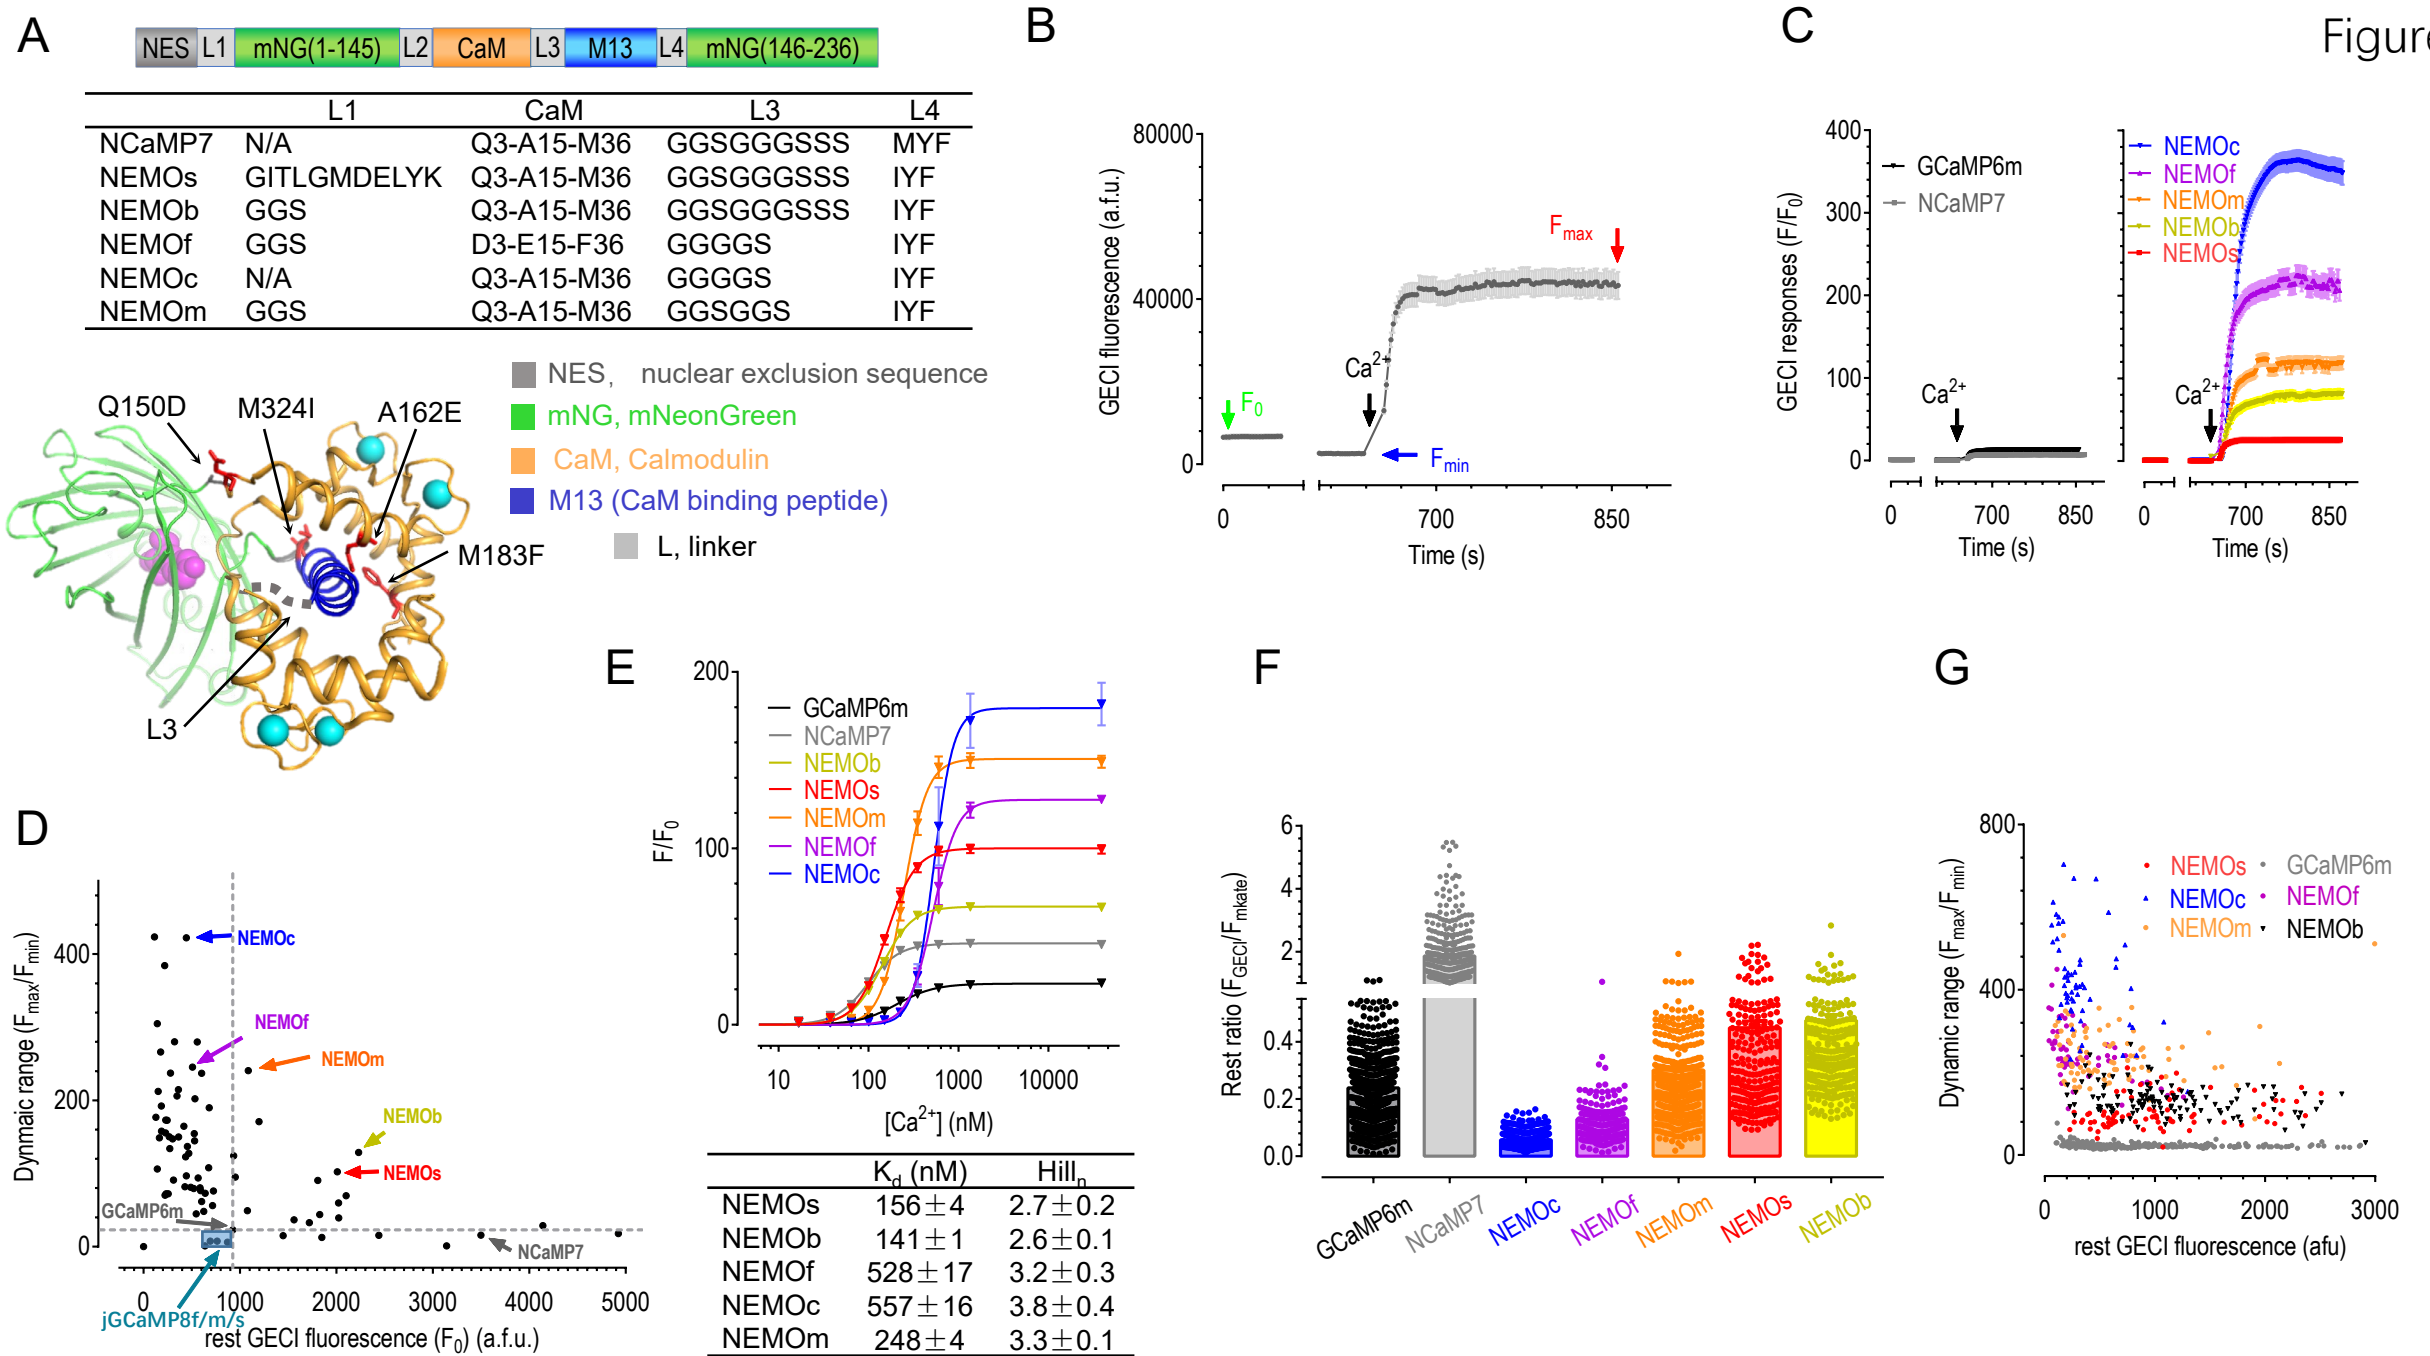 Figure
A
NES L1 mNG(1-145) L2 CaM L3 M13 L4 mNG(146-236)
L1 CaM L3 L4
NCaMP7 N/A Q3-A15-M36 GGSGGGSSS MYF
NEMOs GITLGMDELYK Q3-A15-M36 GGSGGGSSS IYF
NEMOb GGS Q3-A15-M36 GGSGGGSSS IYF
NEMOf GGS D3-E15-F36 GGGGS IYF
NEMOc N/A Q3-A15-M36 GGGGS IYF
NEMOm GGS Q3-A15-M36 GGSGGS IYF
NES, nuclear exclusion sequence
mNG, mNeonGreen
CaM, Calmodulin
M13 (CaM binding peptide)
L, linker
Q150D M324I A162E
M183F
L3
B
GECI fluorescence (a.f.u.)
80000
40000
0
F0
Ca2+
Fmin
Fmax
0 700 850
Time (s)
C
GECI responses (F/F0)
400
300
200
100
0
GCaMP6m
NCaMP7
Ca2+
0 700 850
Time (s)
NEMOc
NEMOf
NEMOm
NEMOb
NEMOs
Ca2+
0 700 850
Time (s)
D
Dynmaic range (Fmax/Fmin)
400
200
0
NEMOc
NEMOf
NEMOm
NEMOb
NEMOs
GCaMP6m
NCaMP7
jGCaMP8f/m/s
0 1000 2000 3000 4000 5000
rest GECI fluorescence (F0) (a.f.u.)
E
F/F0
200
100
0
GCaMP6m
NCaMP7
NEMOb
NEMOs
NEMOm
NEMOf
NEMOc
10 100 1000 10000
[Ca2+] (nM)
Kd (nM) Hilln
NEMOs 156±4 2.7±0.2
NEMOb 141±1 2.6±0.1
NEMOf 528±17 3.2±0.3
NEMOc 557±16 3.8±0.4
NEMOm 248±4 3.3±0.1
F
Rest ratio (FGECI/Fmkate)
6
4
2
0.4
0.2
0.0
GCaMP6m NCaMP7 NEMOc NEMOf NEMOm NEMOs NEMOb
G
Dynamic range (Fmax/Fmin)
800
400
0
NEMOs GCaMP6m
NEMOc NEMOf
NEMOm NEMOb
0 1000 2000 3000
rest GECI fluorescence (afu)